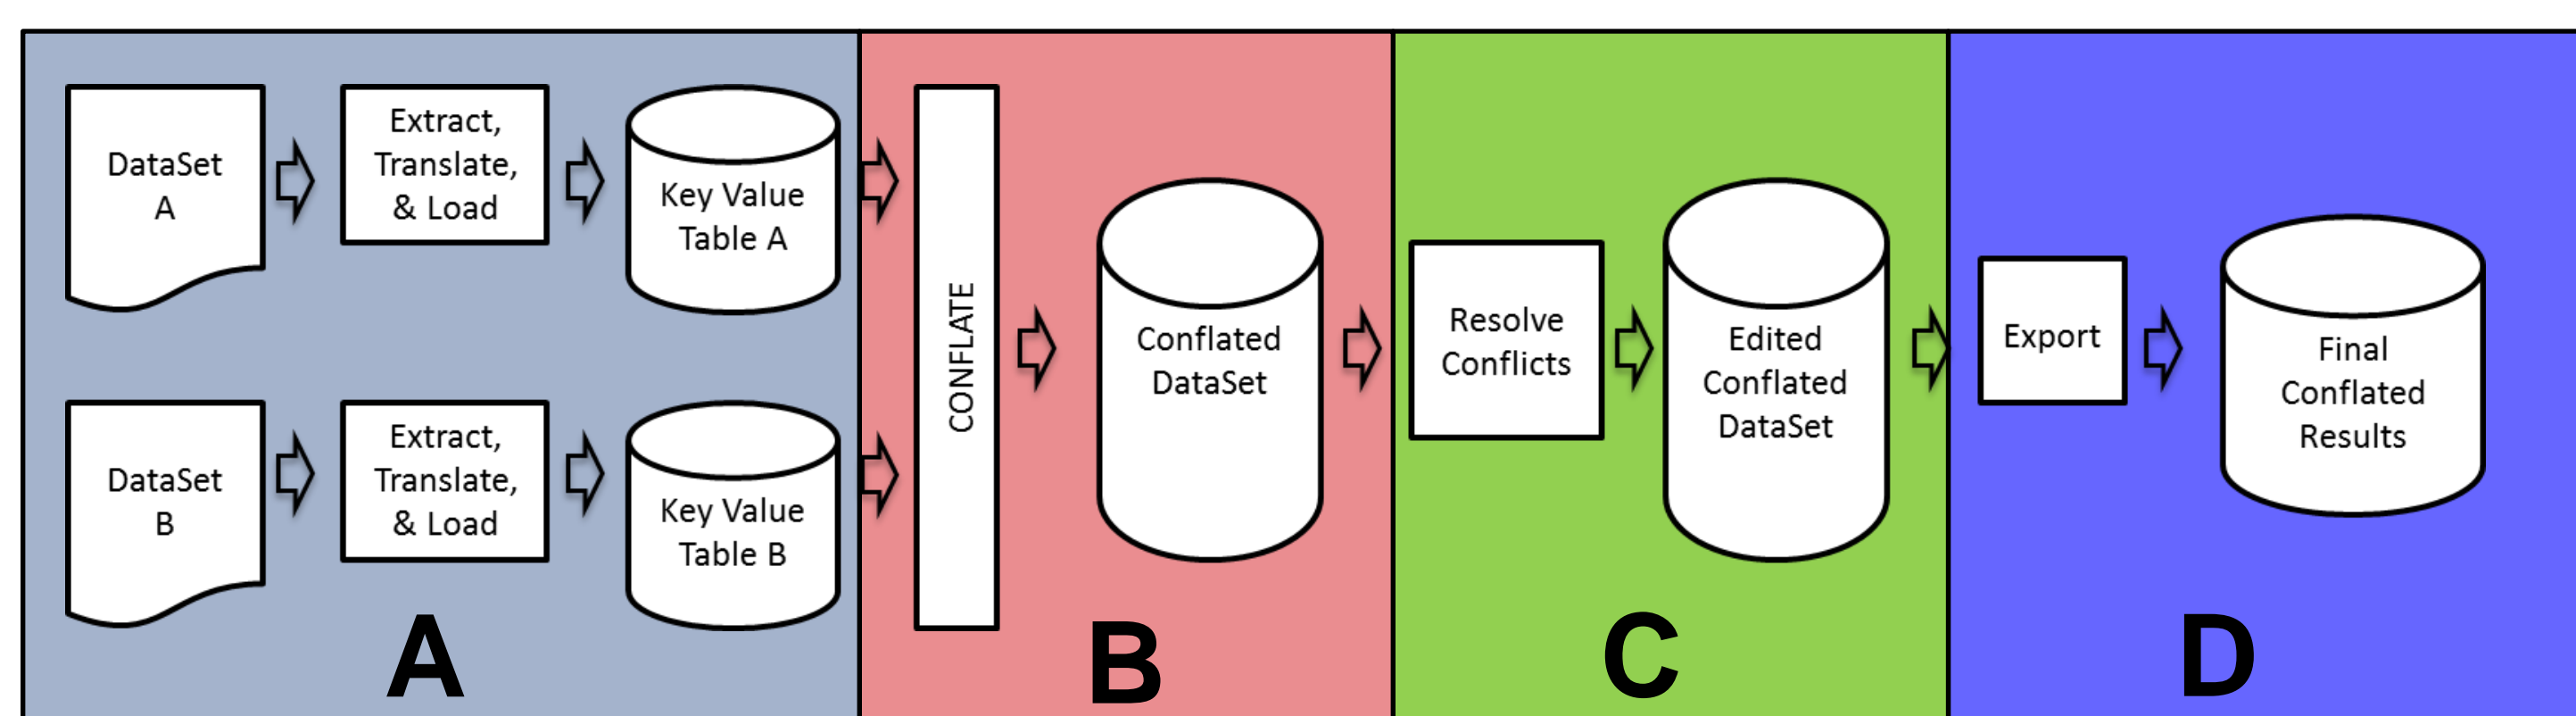 DataSet
A
Extract,
Translate,
& Load
Key Value
Table A
DataSet
B
Extract,
Translate,
& Load
Key Value
Table B
A
CONFLATE
Conflated
DataSet
B
Resolve
Conflicts
Edited
Conflated
DataSet
C
Export
Final
Conflated
Results
D